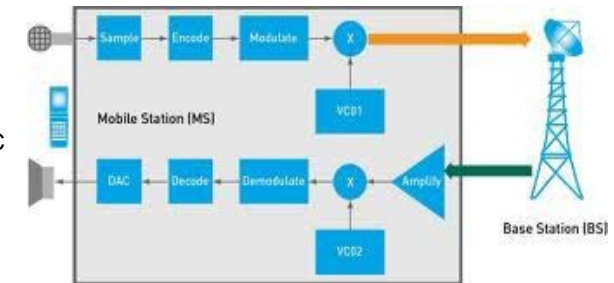 Sample
Encode
Modulate
X
VCO1
Mobile Station (MS)
C
DAC
Decode
Demodulate
X
Amplify
VCO2
Base Station (BS)